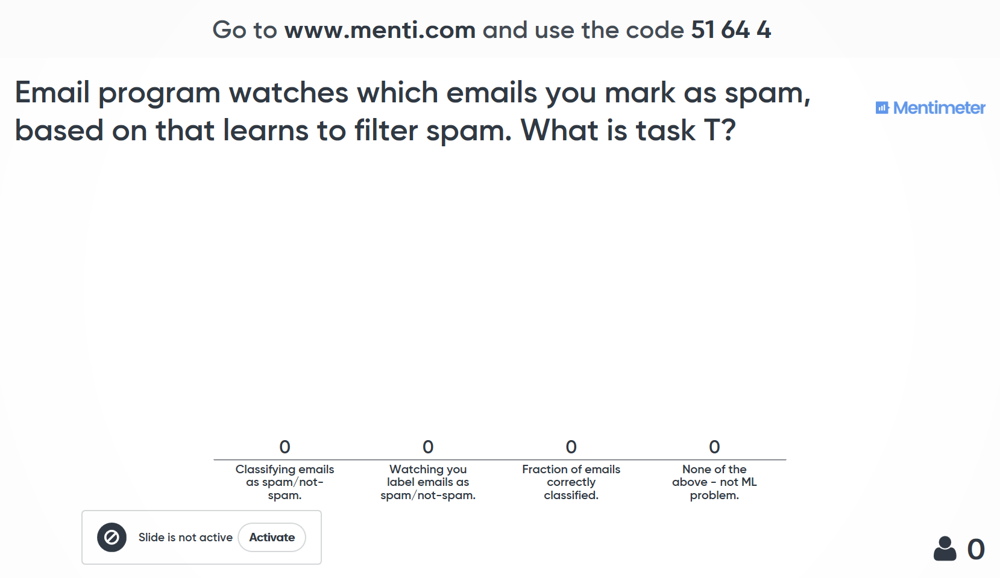 Go to www.menti.com and use the code 51 64 4
Email program watches which emails you mark as spam,
based on that learns to filter spam. What is task T?
Mentimeter
0
0
0
0
Classifying emails
as spam/not-
spam.
Watching you
label emails as
spam/not-spam.
Fraction of emails
correctly
classified.
None of the
above - not ML
problem.
Slide is not active
Activate
0